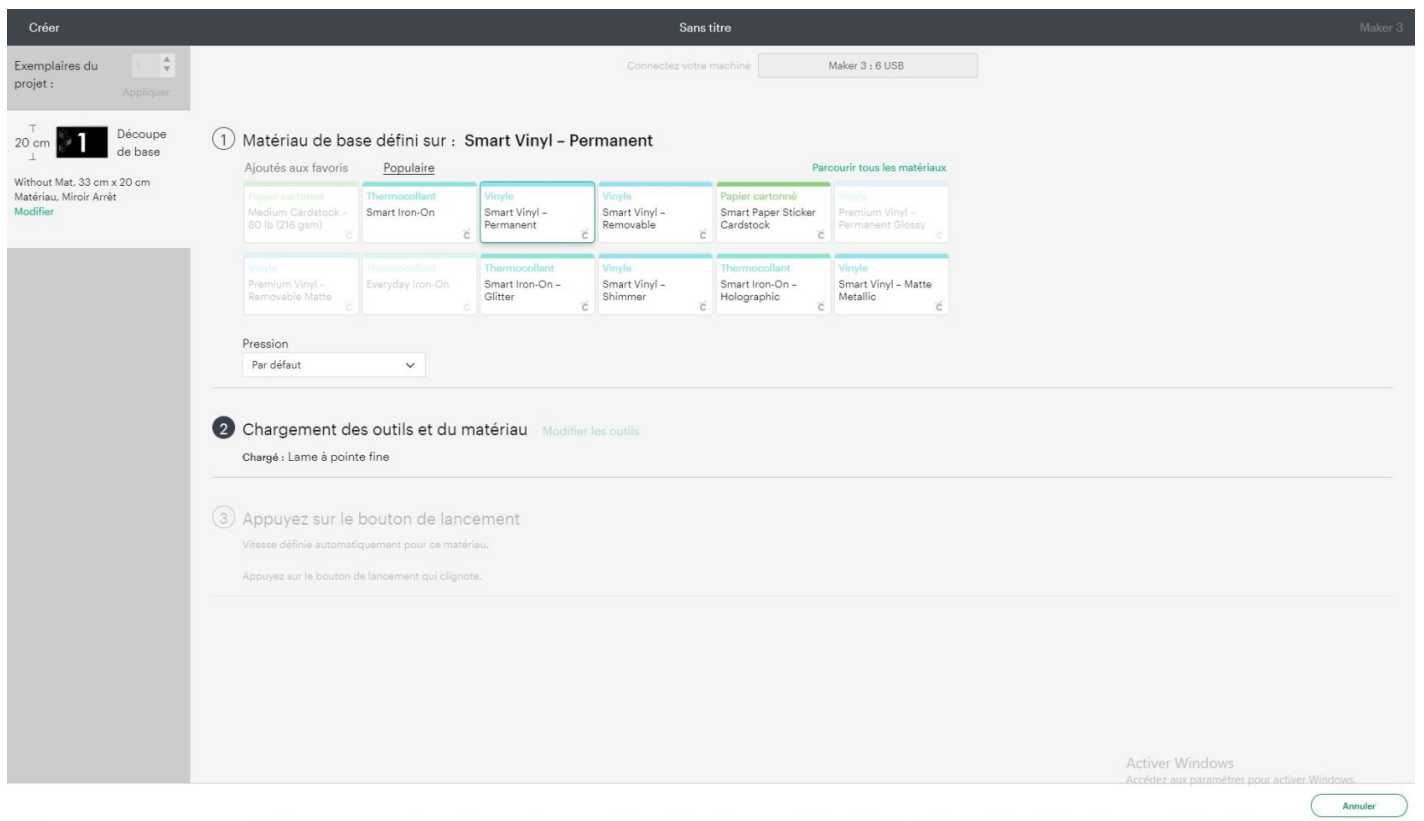 Créer
Sans titre
Maker 3
Exemplaires du
projet :
Appliquer
Connectez votre machine
Maker 3 : 6 USB
20 cm
1
Découpe
de base
Without Mat, 33 cm x 20 cm
Matériau, Miroir Arrêt
Modifier
1 Matériau de base défini sur : Smart Vinyl – Permanent
Ajoutés aux favoris
Populaire
Parcourir tous les matériaux
Papier cartonné
Medium Cardstock –
80 lb (216 gsm)
Thermocollant
Smart Iron-On
Vinyle
Smart Vinyl –
Permanent
Vinyle
Smart Vinyl –
Removable
Papier cartonné
Smart Paper Sticker
Cardstock
Vinyle
Premium Vinyl -
Permanent Glossy
Vinyle
Premium Vinyl -
Removable Matte
Thermocollant
Everyday Iron-On
Thermocollant
Smart Iron-On –
Glitter
Vinyle
Smart Vinyl –
Shimmer
Thermocollant
Smart Iron-On –
Holographic
Vinyle
Smart Vinyl – Matte
Metallic
Pression
Par défaut
2 Chargement des outils et du matériau Modifier les outils
Chargé : Lame à pointe fine
3 Appuyez sur le bouton de lancement
Vitesse définie automatiquement pour ce matériau.
Appuyez sur le bouton de lancement qui clignote.
Activer Windows
Accédez aux paramètres pour activer Windows.
Annuler